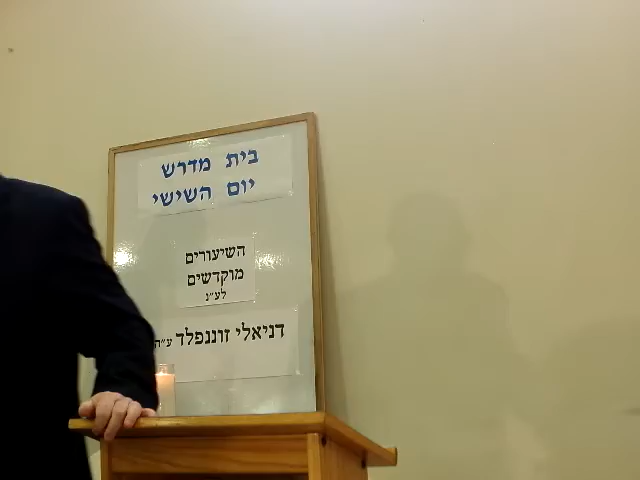 בית מדרש
יום השישי
השיעורים
מוקדשים
לע״נ
דניאלי זוננפלד ע״ה